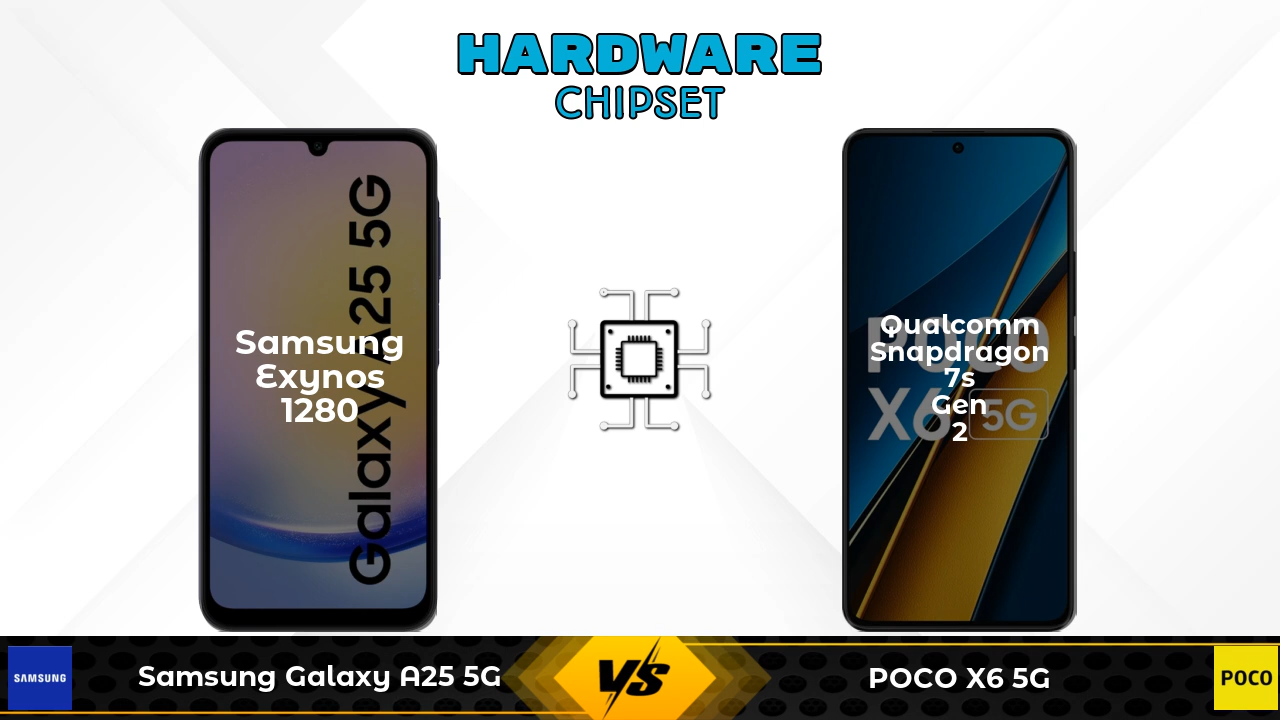 HARDWARE
CHIPSET
Galaxy A25 5G
Samsung
Exynos
1280
POCO
X6 5G
Qualcomm
Snapdragon
7s
Gen
2
SAMSUNG
Samsung Galaxy A25 5G
VS
POCO X6 5G
POCO